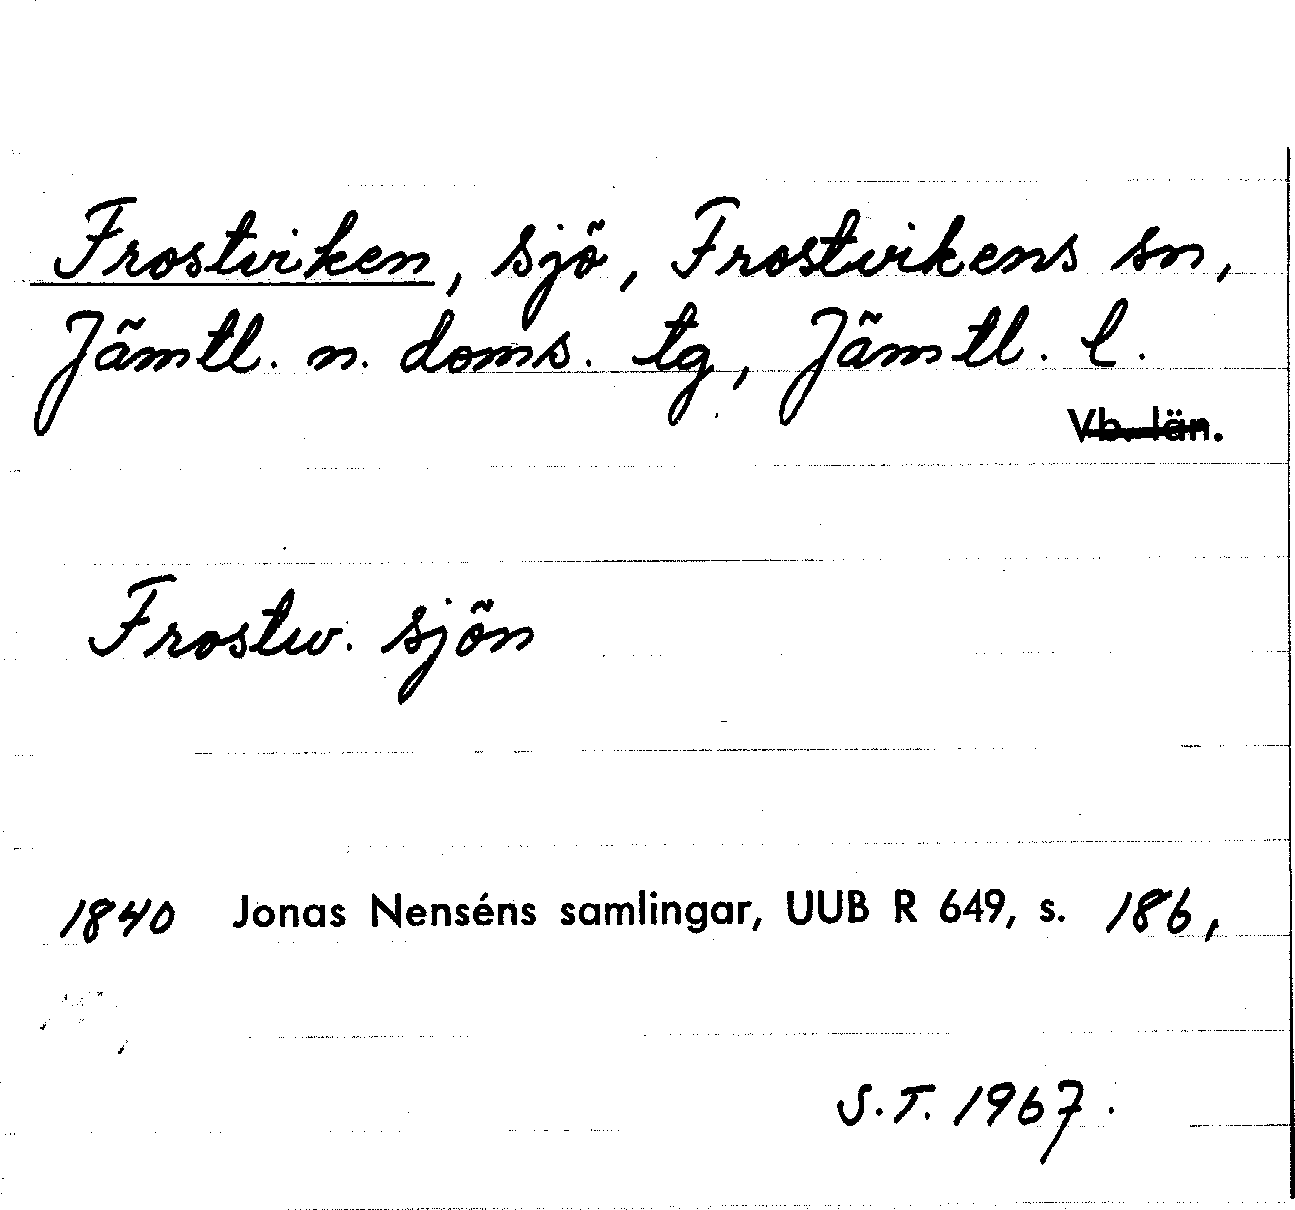 Frostviken, sjö, Frostvikens sn,
Jämtl. n. doms. tg, Jämtl. l.
Vb. län.
Frostw. sjön
1840 Jonas Nenséns samlingar, UUB R 649, s. 186,
S.T. 1967.